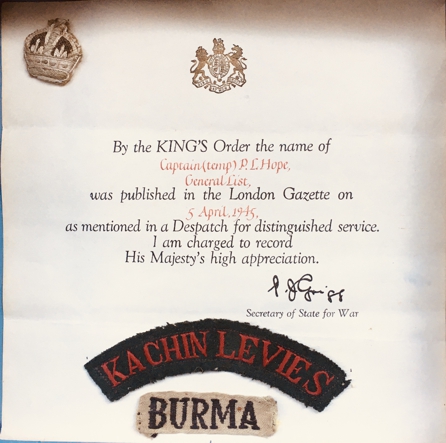 By the KING'S Order the name of
Captain (temp) P. L. Hope,
General List,
was published in the London Gazette on
5 April, 1945,
as mentioned in a Despatch for distinguished service.
I am charged to record
His Majesty's high appreciation.
P J Grigg
Secretary of State for War
KACHIN LEVIES
BURMA